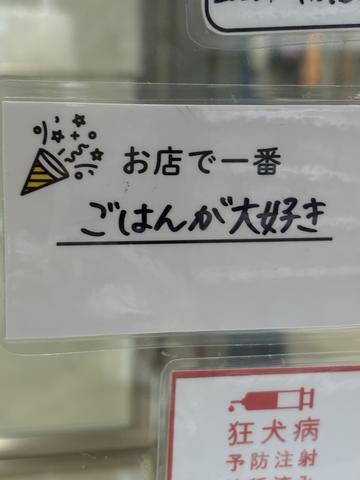 お店で一番
ごはんが大好き
狂犬病
予防注射